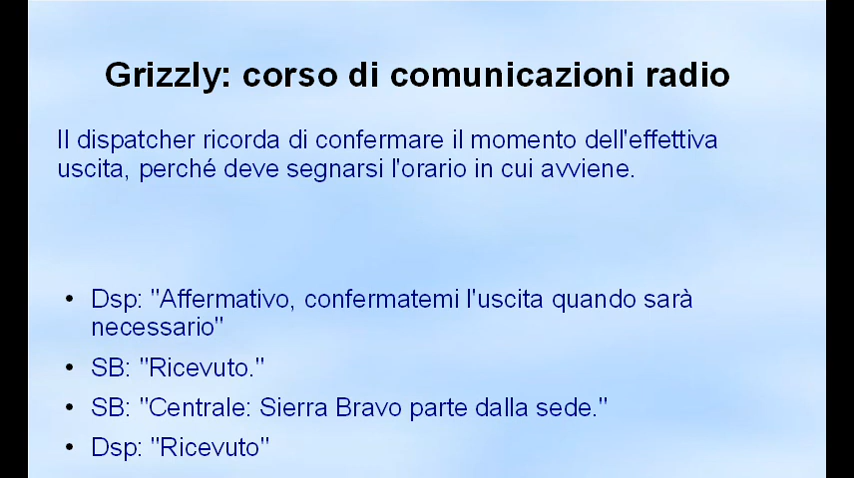 Grizzly: corso di comunicazioni radio
Il dispatcher ricorda di confermare il momento dell'effettiva
uscita, perché deve segnarsi l'orario in cui avviene.
• Dsp: "Affermativo, confermatemi l'uscita quando sarà
necessario"
• SB: "Ricevuto."
• SB: "Centrale: Sierra Bravo parte dalla sede."
• Dsp: "Ricevuto"